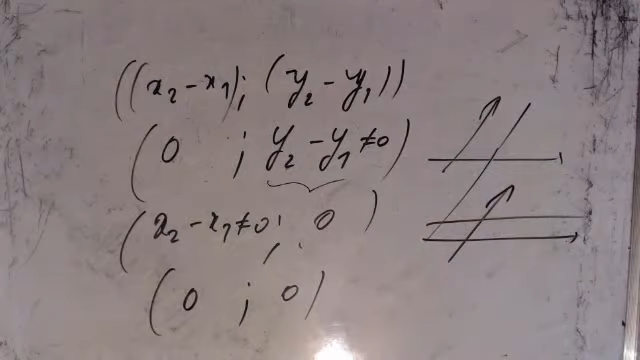 ((x₂ - x₁); (y₂ - y₁))
(0 ; y₂ - y₁ ≠ 0)
(x₂ - x₁ ≠ 0; 0)
(0 ; 0)